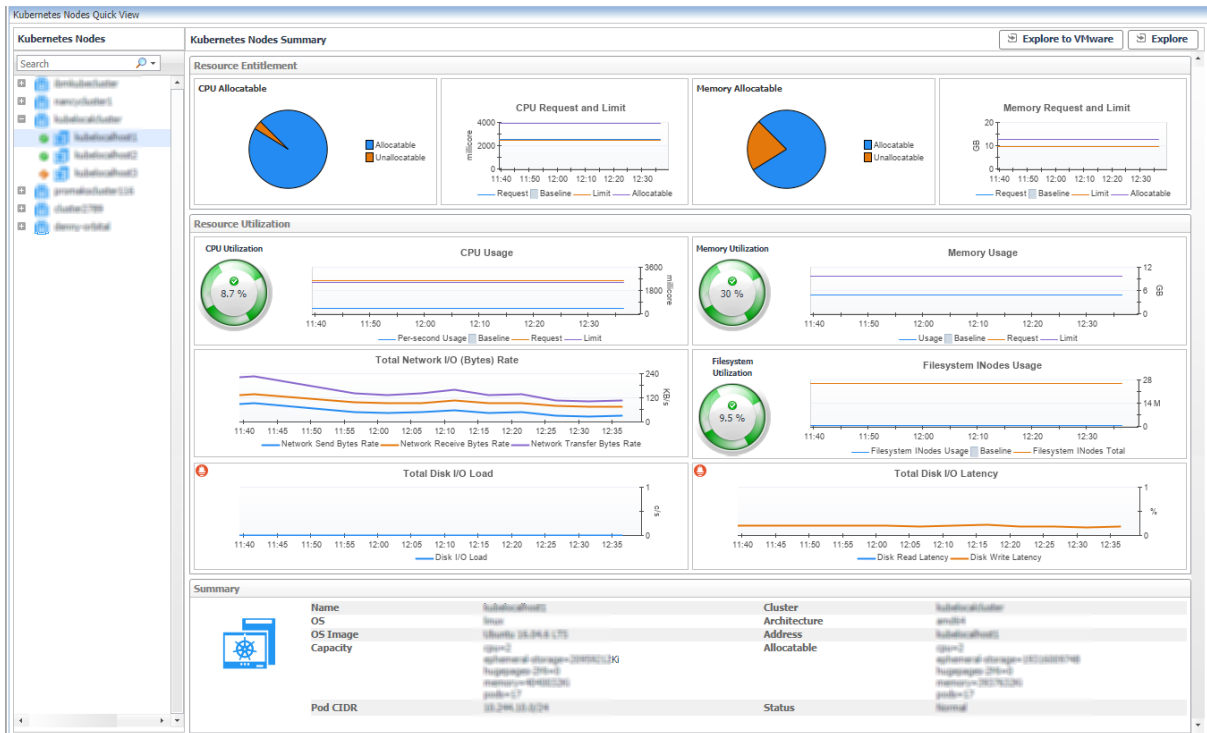 Kubernetes Nodes Quick View
Kubernetes Nodes
Search
Kubernetes Nodes Summary
Explore to VMware
Explore
Resource Entitlement
CPU Allocatable
Allocatable
Unallocatable
CPU Request and Limit
4000
2000
0
millicore
11:40 11:50 12:00 12:10 12:20 12:30
Request Baseline Limit Allocatable
Memory Allocatable
Allocatable
Unallocatable
Memory Request and Limit
20
10
0
GB
11:40 11:50 12:00 12:10 12:20 12:30
Request Baseline Limit Allocatable
Resource Utilization
CPU Utilization
8.7 %
CPU Usage
3600
1800
0
millicore
11:40 11:50 12:00 12:10 12:20 12:30
Per-second Usage Baseline Request Limit
Memory Utilization
30 %
Memory Usage
12
6
0
GB
11:40 11:50 12:00 12:10 12:20 12:30
Usage Baseline Request Limit
Total Network I/O (Bytes) Rate
240
120
0
KB/s
11:40 11:45 11:50 11:55 12:00 12:05 12:10 12:15 12:20 12:25 12:30 12:35
Network Send Bytes Rate Network Receive Bytes Rate Network Transfer Bytes Rate
Filesystem
Utilization
9.5 %
Filesystem INodes Usage
28
14 M
0
11:40 11:50 12:00 12:10 12:20 12:30
Filesystem INodes Usage Baseline Filesystem INodes Total
Total Disk I/O Load
1
0
o/s
11:40 11:45 11:50 11:55 12:00 12:05 12:10 12:15 12:20 12:25 12:30 12:35
Disk I/O Load
Total Disk I/O Latency
1
0
%
11:40 11:45 11:50 11:55 12:00 12:05 12:10 12:15 12:20 12:25 12:30 12:35
Disk Read Latency Disk Write Latency
Summary
Name
Cluster
OS
Architecture
OS Image
Address
Capacity
Allocatable
Ki
Pod CIDR
Status